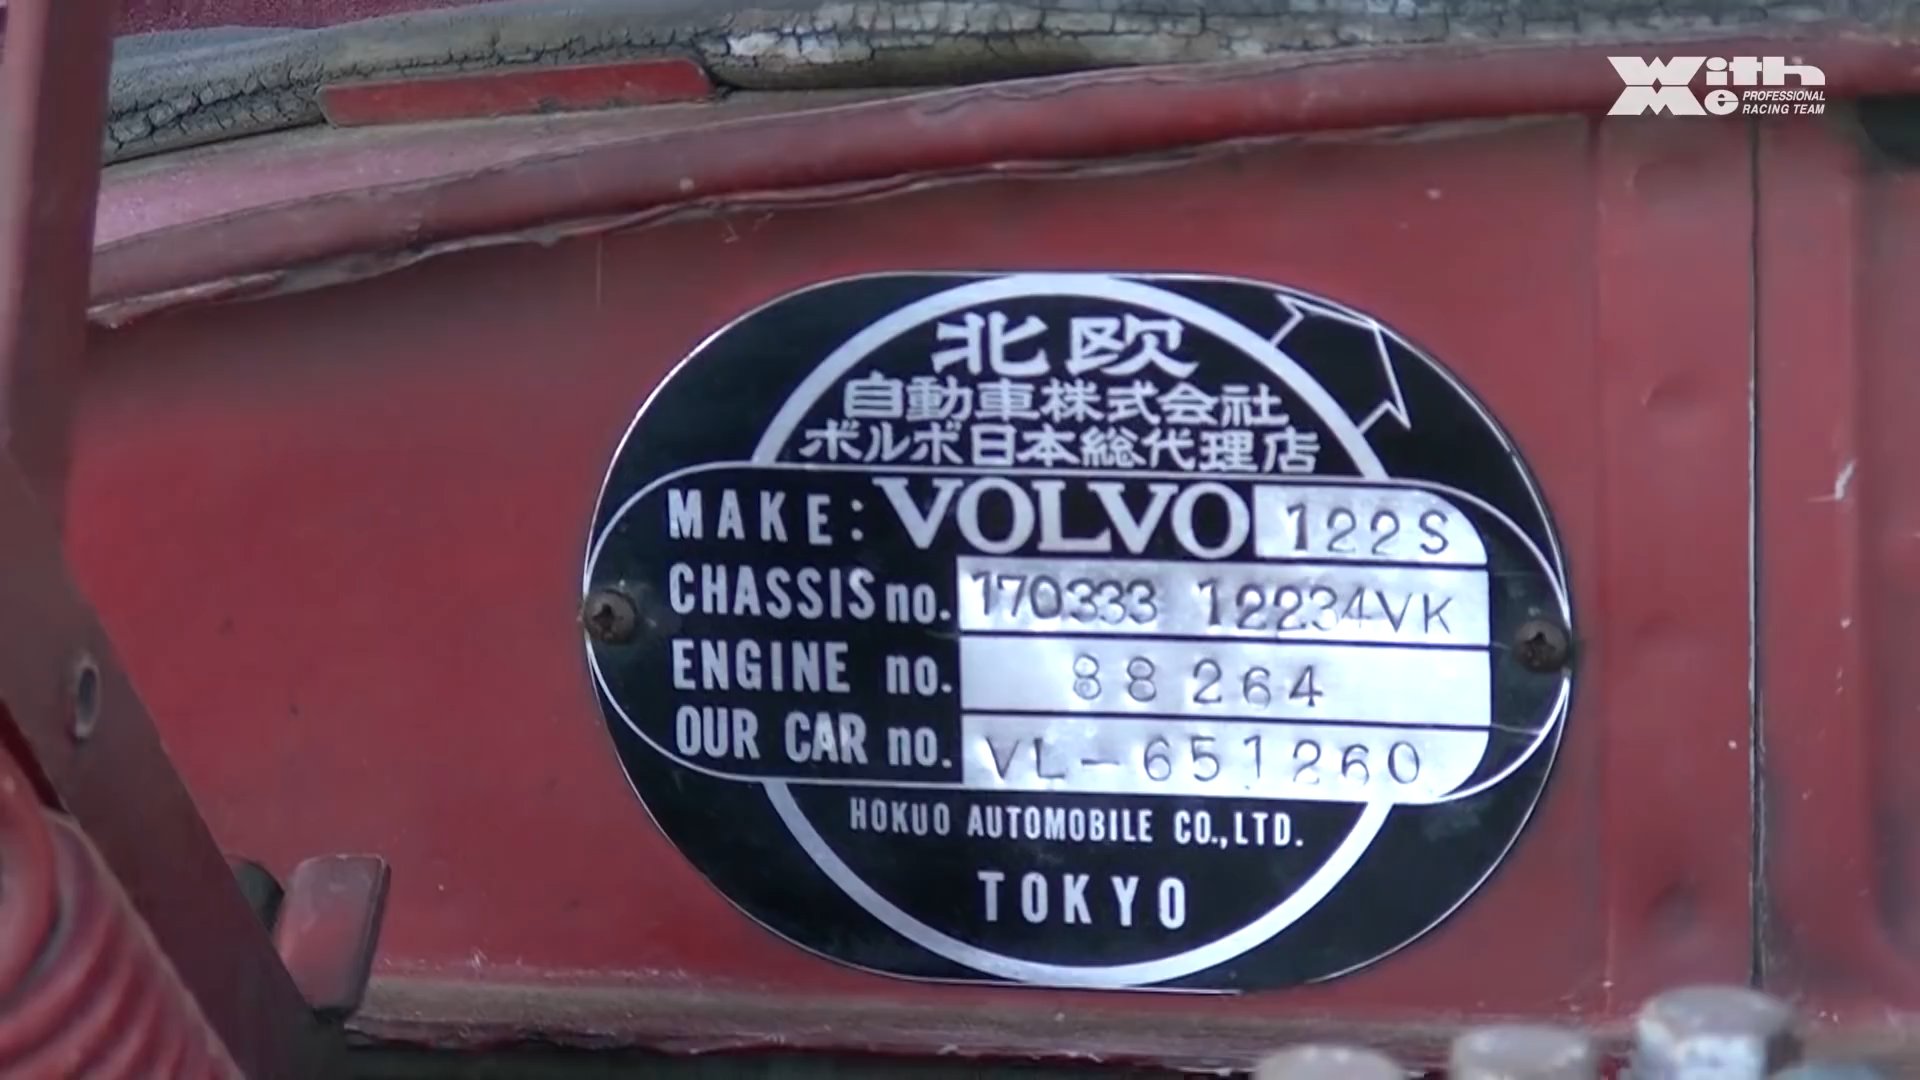 With Me PROFESSIONAL
RACING TEAM
北欧
自動車株式会社
ボルボ日本総代理店
MAKE: VOLVO 122S
CHASSIS no. 170333 12234VK
ENGINE no. 88264
OUR CAR no. VL-651260
HOKUO AUTOMOBILE CO.,LTD.
TOKYO